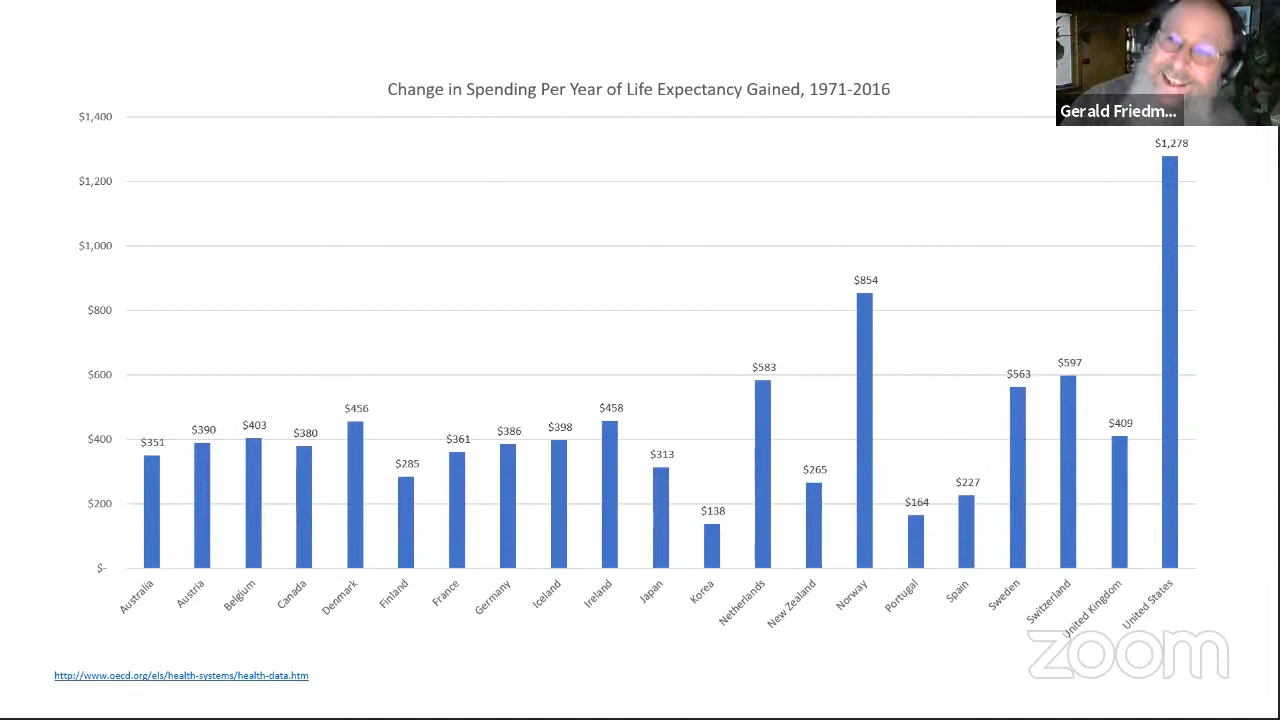 Change in Spending Per Year of Life Expectancy Gained, 1971-2016
Gerald Friedm...
$1,400
$1,200
$1,000
$800
$600
$400
$200
$-
$351
$390
$403
$380
$456
$285
$361
$386
$398
$458
$313
$138
$583
$265
$854
$164
$227
$563
$597
$409
$1,278
Australia
Austria
Belgium
Canada
Denmark
Finland
France
Germany
Iceland
Ireland
Japan
Korea
Netherlands
New Zealand
Norway
Portugal
Spain
Sweden
Switzerland
United Kingdom
United States
zoom
http://www.oecd.org/els/health-systems/health-data.htm